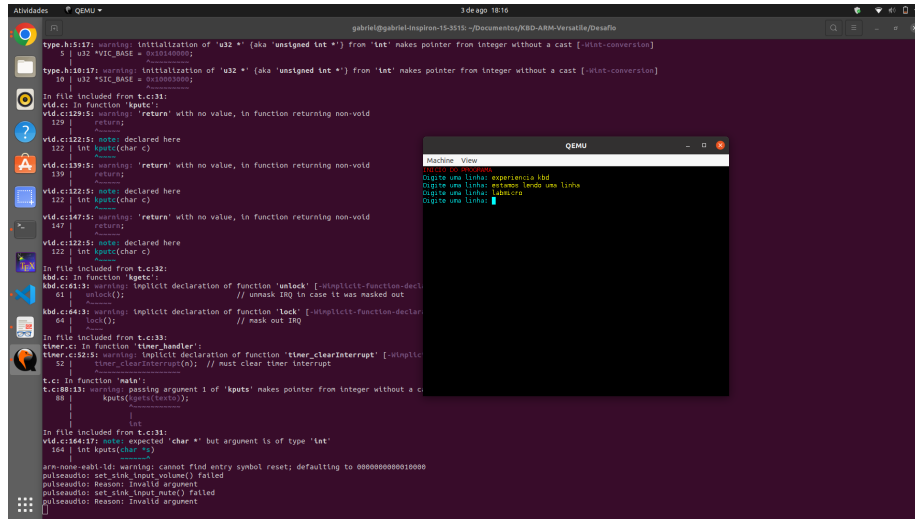 Atividades QEMU 3 de ago 18:16
gabriel@gabriel-Inspiron-15-3515: ~/Documentos/KBD-ARM-Versatile/Desafio
type.h:5:17: warning: initialization of 'u32 *' {aka 'unsigned int *'} from 'int' makes pointer from integer without a cast [-Wint-conversion]
5 | u32 *VIC_BASE = 0x10140000;
| ^~~~~~~~~~
type.h:10:17: warning: initialization of 'u32 *' {aka 'unsigned int *'} from 'int' makes pointer from integer without a cast [-Wint-conversion]
10 | u32 *SIC_BASE = 0x10003000;
| ^~~~~~~~~~
In file included from t.c:31:
vid.c: In function 'kputc':
vid.c:129:5: warning: 'return' with no value, in function returning non-void
129 | return;
| ^~~~~~
vid.c:122:5: note: declared here
122 | int kputc(char c)
| ^~~~~
vid.c:139:5: warning: 'return' with no value, in function returning non-void
139 | return;
| ^~~~~~
vid.c:122:5: note: declared here
122 | int kputc(char c)
| ^~~~~
vid.c:147:5: warning: 'return' with no value, in function returning non-void
147 | return;
| ^~~~~~
vid.c:122:5: note: declared here
122 | int kputc(char c)
| ^~~~~
In file included from t.c:32:
kbd.c: In function 'kgetc':
kbd.c:61:3: warning: implicit declaration of function 'unlock' [-Wimplicit-function-decl
61 | unlock(); // unmask IRQ in case it was masked out
| ^~~~~~
kbd.c:64:3: warning: implicit declaration of function 'lock' [-Wimplicit-function-declar
64 | lock(); // mask out IRQ
| ^~~~
In file included from t.c:33:
timer.c: In function 'timer_handler':
timer.c:52:5: warning: implicit declaration of function 'timer_clearInterrupt' [-Wimplic
52 | timer_clearInterrupt(n); // must clear timer interrupt
| ^~~~~~~~~~~~~~~~~~~~
t.c: In function 'main':
t.c:88:13: warning: passing argument 1 of 'kputs' makes pointer from integer without a c
88 | kputs(kgets(texto));
| ^~~~~~~~~~~~
| |
| int
In file included from t.c:31:
vid.c:164:17: note: expected 'char *' but argument is of type 'int'
164 | int kputs(char *s)
| ~~~~~~^
arm-none-eabi-ld: warning: cannot find entry symbol reset; defaulting to 0000000000010000
pulseaudio: set_sink_input_volume() failed
pulseaudio: Reason: Invalid argument
pulseaudio: set_sink_input_mute() failed
pulseaudio: Reason: Invalid argument
QEMU
Machine View
INICIO DO PROGRAMA
Digite uma linha: experiencia kbd
Digite uma linha: estamos lendo uma linha
Digite uma linha: labmicro
Digite uma linha: